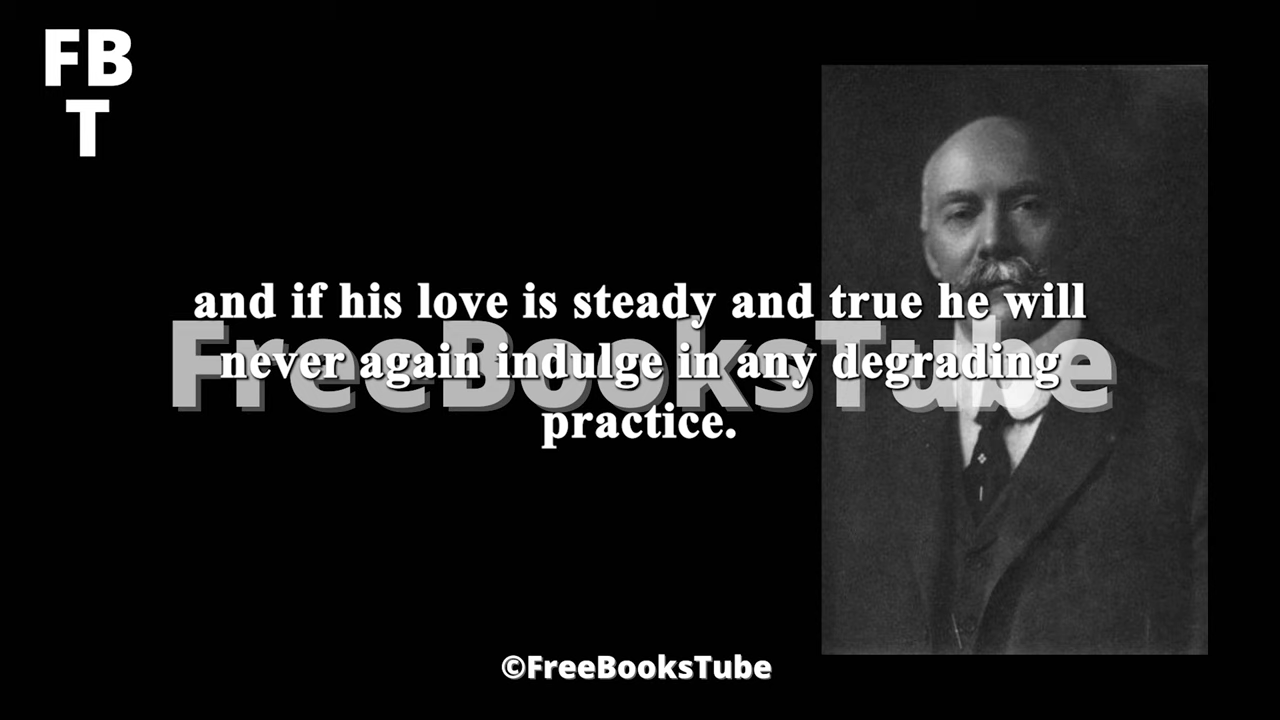 FB
T
and if his love is steady and true he will
FreeBooksTube
never again indulge in any degrading
practice.
©FreeBooksTube